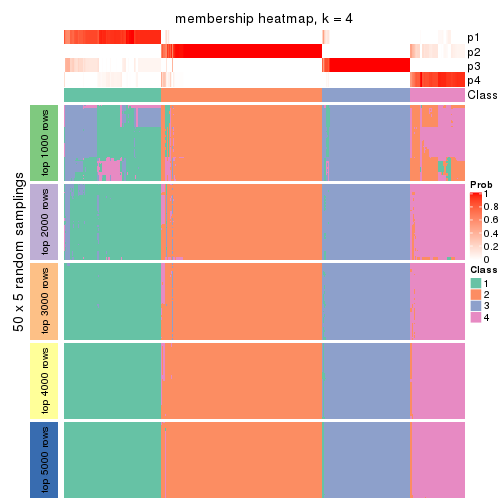 membership heatmap, k = 4
p1
p2
p3
p4
Class
50 x 5 random samplings
top 1000 rows
top 2000 rows
top 3000 rows
top 4000 rows
top 5000 rows
Prob
1
0.8
0.6
0.4
0.2
0
Class
1
2
3
4